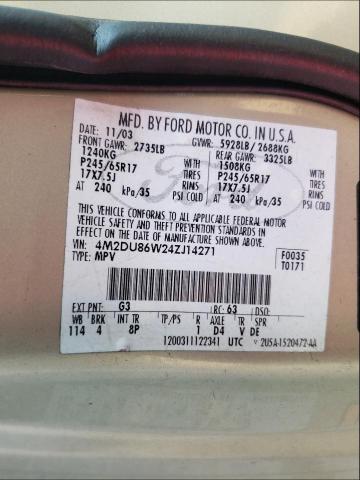 MFD. BY FORD MOTOR CO. IN U.S.A.
DATE: 11/03 GVWR: 5928LB/2688KG
FRONT GAWR: 2735LB REAR GAWR: 3325LB
1240KG WITH 1508KG WITH
P245/65R17 TIRES P245/65R17 TIRES
17X7.5J RIMS 17X7.5J RIMS
AT 240 kPa/35 PSI COLD AT 240 kPa/35 PSI COLD
THIS VEHICLE CONFORMS TO ALL APPLICABLE FEDERAL
MOTOR VEHICLE SAFETY AND BUMPER STANDARDS IN
EFFECT ON THE DATE OF MANUFACTURE SHOWN ABOVE.
VIN: 4M2DU86W24ZJ14271 F0035
TYPE: MPV T0171
EXT PNT: G3 RC: 63 DSO:
WB BRK INT TR TP/PS R AXLE TR SPR
114 4 8P 1 D4 V DE
1200311122341 UTC 2U5A-1520472-AA
Ford